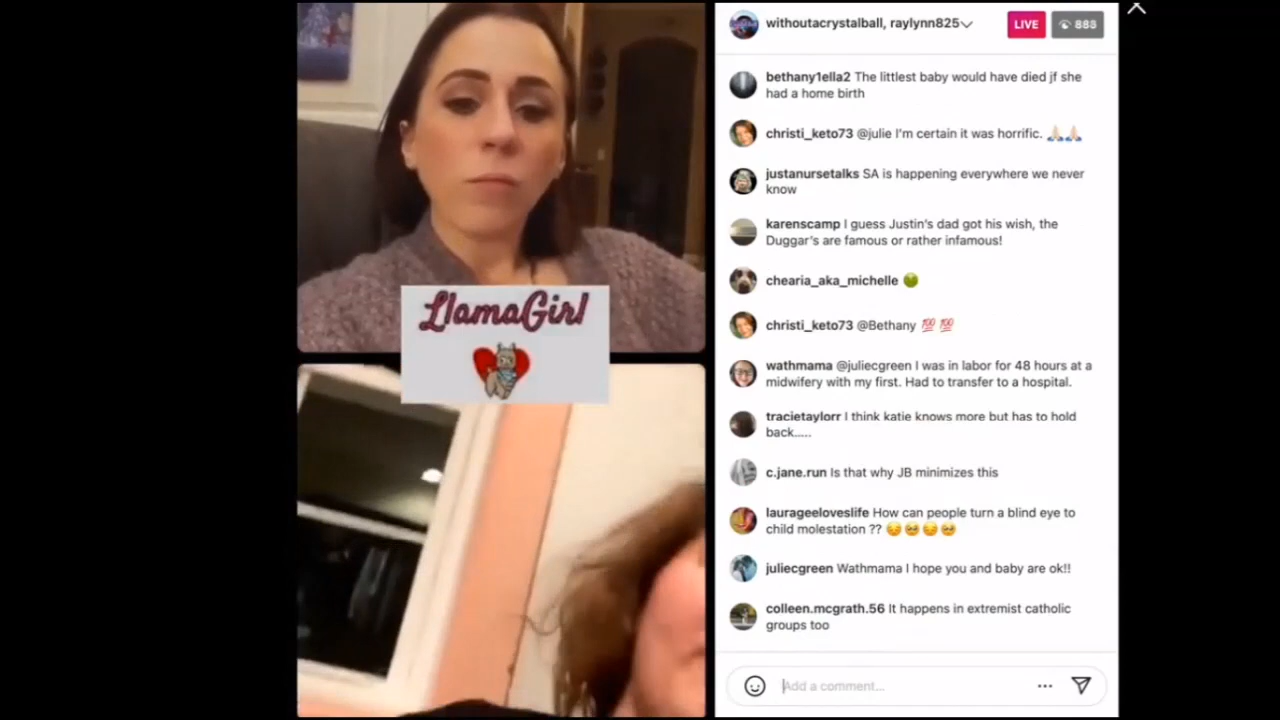 LlamaGirl
withoutacrystalball, raylynn825
LIVE
885
bethany1ella2 The littlest baby would have died jf she
had a home birth
christi_keto73 @julie I'm certain it was horrific. 🙏🏻🙏🏻
justanursetalks SA is happening everywhere we never
know
karenscamp I guess Justin's dad got his wish, the
Duggar's are famous or rather infamous!
chearia_aka_michelle 🤢
christi_keto73 @Bethany 💯 💯
wathmama @juliecgreen I was in labor for 48 hours at a
midwifery with my first. Had to transfer to a hospital.
tracietaylorr I think katie knows more but has to hold
back.....
c.jane.run Is that why JB minimizes this
laurageeloveslife How can people turn a blind eye to
child molestation ?? 😔🥺😔🥺
juliecgreen Wathmama I hope you and baby are ok!!
colleen.mcgrath.56 It happens in extremist catholic
groups too
Add a comment...